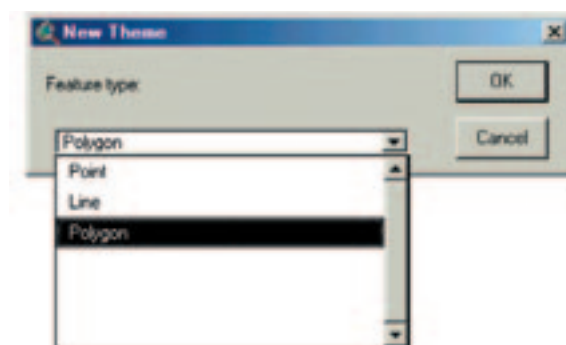 New Theme
Feature type:
OK
Polygon
Cancel
Point
Line
Polygon